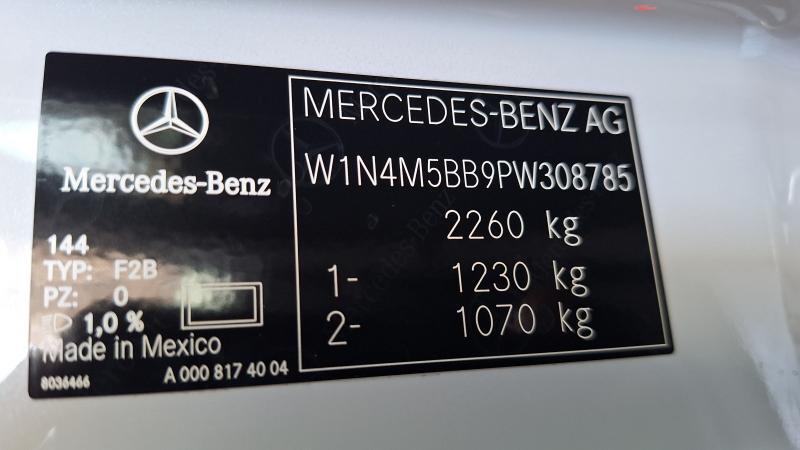 Mercedes-Benz
144
TYP: F2B
PZ: 0
1,0 %
Made in Mexico
8036466
A 000 817 40 04
MERCEDES-BENZ AG
W1N4M5BB9PW308785
2260 kg
1- 1230 kg
2- 1070 kg